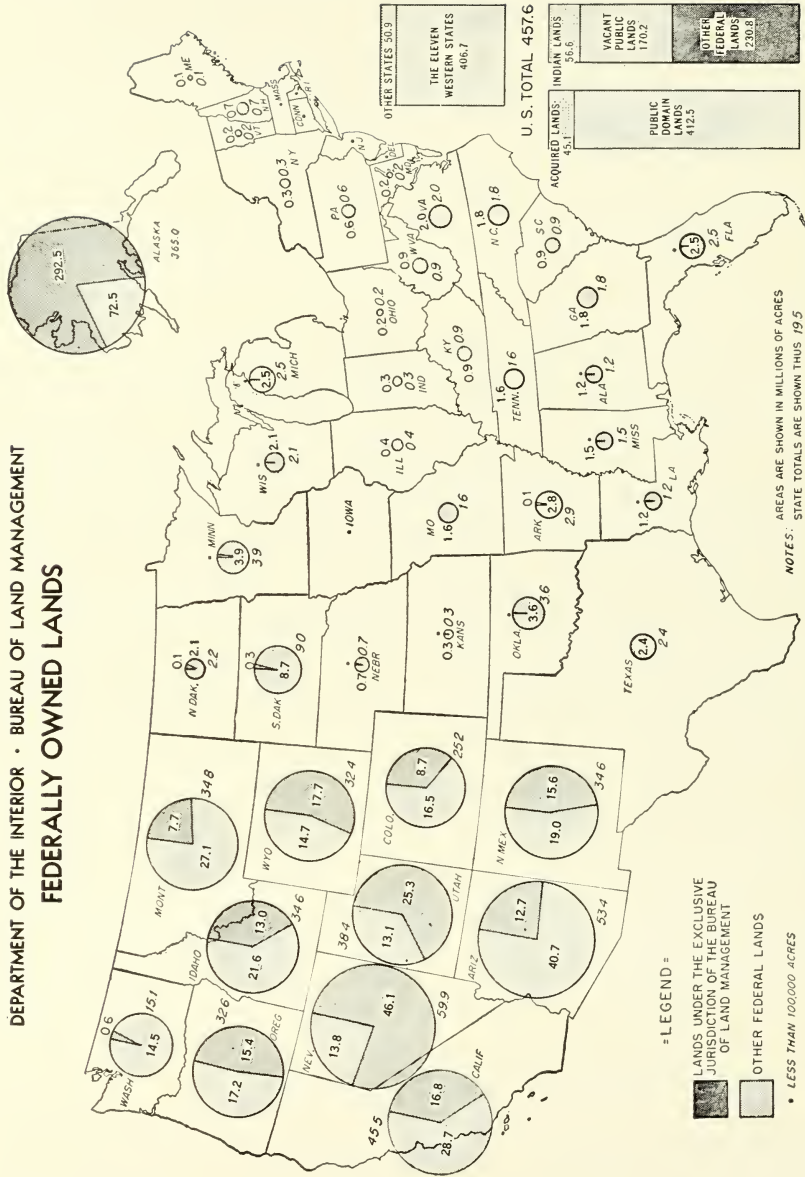 DEPARTMENT OF THE INTERIOR • BUREAU OF LAND MANAGEMENT
FEDERALLY OWNED LANDS
WASH
0.6
14.5
15.1
OREG
17.2
15.4
32.6
CALIF
28.7
16.8
45.5
NEV.
13.8
46.1
59.9
IDAHO
21.6
13.0
34.6
MONT
7.7
27.1
34.8
WYO
14.7
17.7
32.4
UTAH
13.1
25.3
38.4
COLO.
8.7
16.5
25.2
ARIZ
12.7
40.7
53.4
N.MEX
19.0
15.6
34.6
N DAK.
0.1
2.1
2.2
S.DAK
0.3
8.7
9.0
0.7 0.7
NEBR
0.3 0.3
KANS
OKLA
3.6
3.6
TEXAS
2.4
2.4
• MINN
3.9
3.9
• IOWA
MO
1.6
1.6
ARK
0.1
2.8
2.9
1.2 •
1.2
LA
WIS •
2.1
2.1
0.4
ILL
0.4
2.5
2.5
MICH
0.3
IND
0.3
0.2 0.2
OHIO
KY
0.9 0.9
TENN.
1.6
1.6
1.5 •
1.5
MISS
1.2 •
ALA
1.2
GA
1.8
1.8
2.5
2.5
FLA
SC
0.9
0.9
N.C.
1.8
1.8
VA
2.0
2.0
W VA
0.9
0.9
MD
0.2
0.2
DEL
NJ
PA
0.6 0.6
0.3 0.3
NY
0.2
0.2
VT
0.7
0.7
NH
• MASS
CONN
R I
0.1
ME
0.1
292.5
72.5
ALASKA
365.0
= LEGEND =
LANDS UNDER THE EXCLUSIVE
JURISDICTION OF THE BUREAU
OF LAND MANAGEMENT
OTHER FEDERAL LANDS
• LESS THAN 100,000 ACRES
NOTES: AREAS ARE SHOWN IN MILLIONS OF ACRES
STATE TOTALS ARE SHOWN THUS 19.5
OTHER STATES 50.9
THE ELEVEN
WESTERN STATES
406.7
U. S. TOTAL 457.6
ACQUIRED LANDS:
45.1
PUBLIC
DOMAIN
LANDS
412.5
INDIAN LANDS
56.6
VACANT
PUBLIC
LANDS
170.2
OTHER
FEDERAL
LANDS
230.8